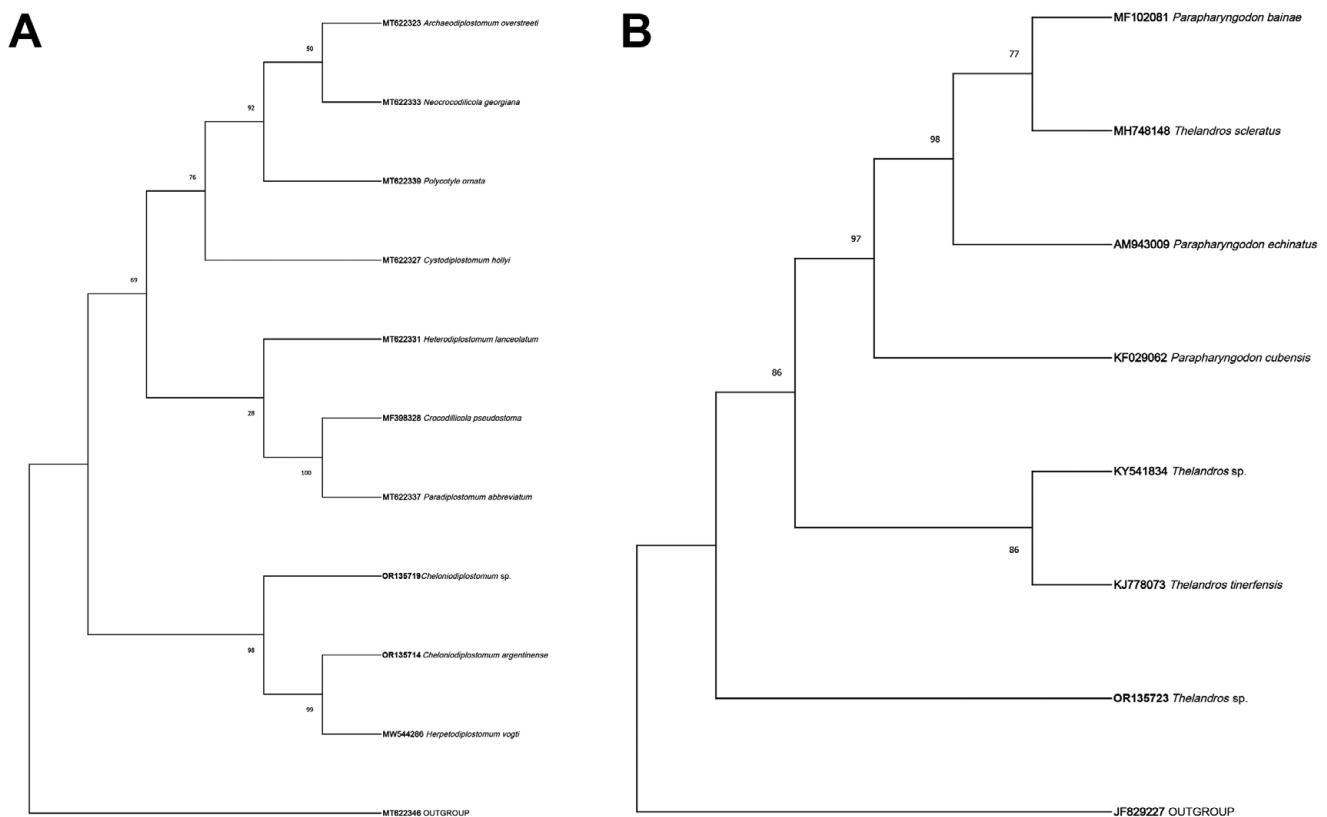 A
MT622323 Archaeodiplostomum overstreeti
50
MT622333 Neocrocodilicola georgiana
92
MT622339 Polycotyle ornata
76
MT622327 Cystodiplostomum hollyi
69
MT622331 Heterodiplostomum lanceolatum
28
MF398328 Crocodillicola pseudostoma
100
MT622337 Paradiplostomum abbreviatum
OR135719 Cheloniodiplostomum sp.
98
OR135714 Cheloniodiplostomum argentinense
99
MW544286 Herpetodiplostomum vogti
MT622346 OUTGROUP
B
MF102081 Parapharyngodon bainae
77
MH748148 Thelandros scleratus
98
AM943009 Parapharyngodon echinatus
97
KF029062 Parapharyngodon cubensis
86
KY541834 Thelandros sp.
86
KJ778073 Thelandros tinerfensis
OR135723 Thelandros sp.
JF829227 OUTGROUP